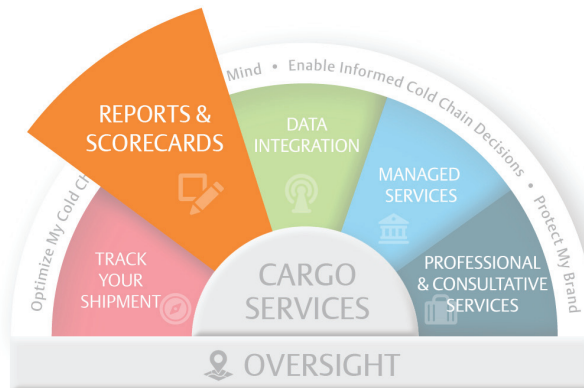 Optimize My Cold Ch
Mind • Enable Informed Cold Chain Decisions • Protect My Brand
REPORTS &
SCORECARDS
DATA
INTEGRATION
MANAGED
SERVICES
TRACK
YOUR
SHIPMENT
PROFESSIONAL
& CONSULTATIVE
SERVICES
CARGO
SERVICES
OVERSIGHT